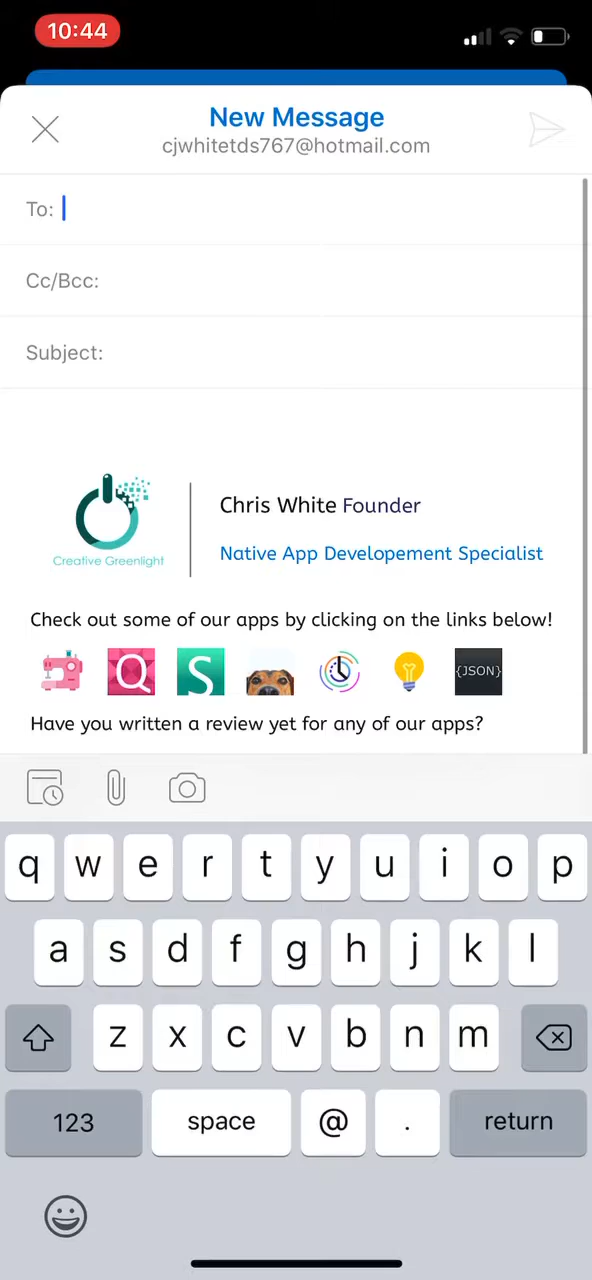 10:44
New Message
cjwhitetds767@hotmail.com
To:
Cc/Bcc:
Subject:
Creative Greenlight
Chris White Founder
Native App Developement Specialist
Check out some of our apps by clicking on the links below!
Q S {JSON}
Have you written a review yet for any of our apps?
q w e r t y u i o p
a s d f g h j k l
z x c v b n m
123 space @ . return